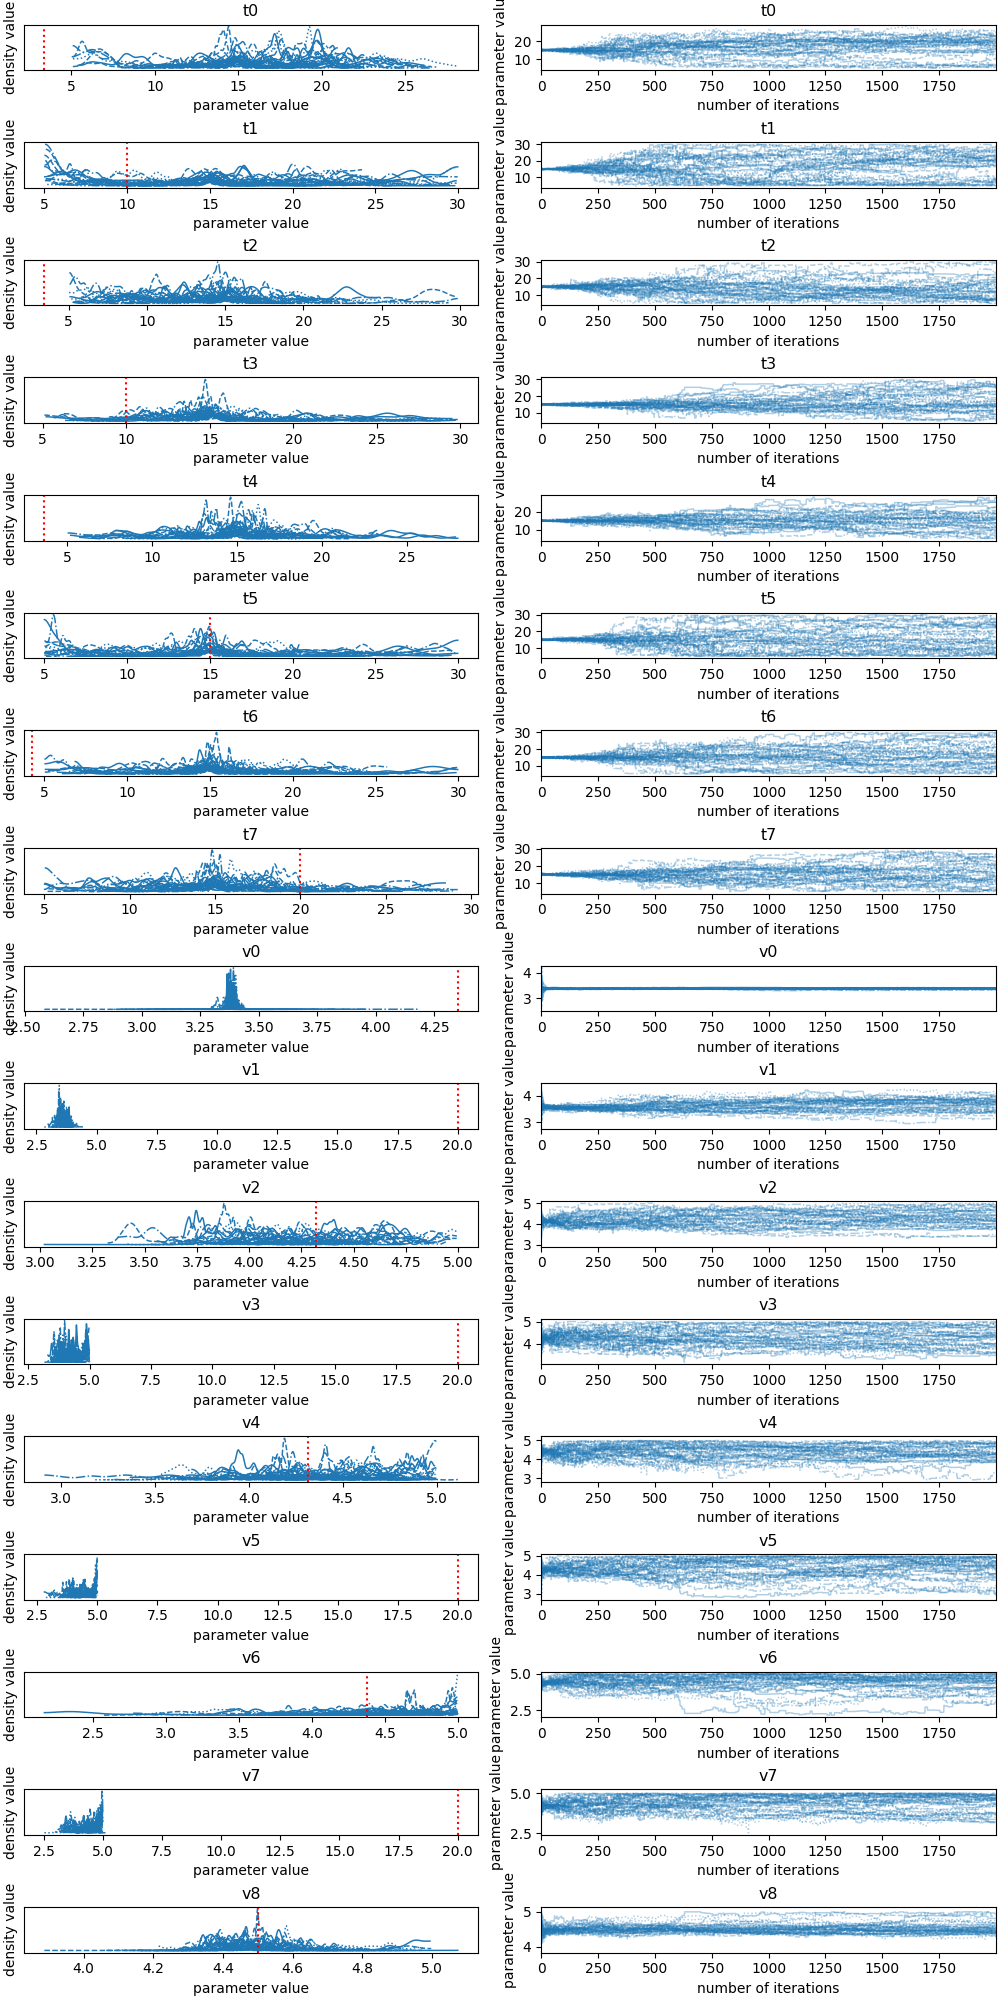 t0
t0
density value
parameter value
20
10
5
10
15
20
25
0
250
500
750
1000
1250
1500
1750
parameter value
number of iterations
t1
t1
density value
parameter value
30
20
10
5
10
15
20
25
30
0
250
500
750
1000
1250
1500
1750
parameter value
number of iterations
t2
t2
density value
parameter value
30
20
10
5
10
15
20
25
30
0
250
500
750
1000
1250
1500
1750
parameter value
number of iterations
t3
t3
density value
parameter value
30
20
10
5
10
15
20
25
30
0
250
500
750
1000
1250
1500
1750
parameter value
number of iterations
t4
t4
density value
parameter value
20
10
5
10
15
20
25
0
250
500
750
1000
1250
1500
1750
parameter value
number of iterations
t5
t5
density value
parameter value
30
20
10
5
10
15
20
25
30
0
250
500
750
1000
1250
1500
1750
parameter value
number of iterations
t6
t6
density value
parameter value
30
20
10
5
10
15
20
25
30
0
250
500
750
1000
1250
1500
1750
parameter value
number of iterations
t7
t7
density value
parameter value
30
20
10
5
10
15
20
25
30
0
250
500
750
1000
1250
1500
1750
parameter value
number of iterations
v0
v0
density value
parameter value
4
3
2.50
2.75
3.00
3.25
3.50
3.75
4.00
4.25
0
250
500
750
1000
1250
1500
1750
parameter value
number of iterations
v1
v1
density value
parameter value
4
3
2.5
5.0
7.5
10.0
12.5
15.0
17.5
20.0
0
250
500
750
1000
1250
1500
1750
parameter value
number of iterations
v2
v2
density value
parameter value
5
4
3
3.00
3.25
3.50
3.75
4.00
4.25
4.50
4.75
5.00
0
250
500
750
1000
1250
1500
1750
parameter value
number of iterations
v3
v3
density value
parameter value
5
4
2.5
5.0
7.5
10.0
12.5
15.0
17.5
20.0
0
250
500
750
1000
1250
1500
1750
parameter value
number of iterations
v4
v4
density value
parameter value
5
4
3
3.0
3.5
4.0
4.5
5.0
0
250
500
750
1000
1250
1500
1750
parameter value
number of iterations
v5
v5
density value
parameter value
5
4
3
2.5
5.0
7.5
10.0
12.5
15.0
17.5
20.0
0
250
500
750
1000
1250
1500
1750
parameter value
number of iterations
v6
v6
density value
parameter value
5.0
2.5
2.5
3.0
3.5
4.0
4.5
5.0
0
250
500
750
1000
1250
1500
1750
parameter value
number of iterations
v7
v7
density value
parameter value
5.0
2.5
2.5
5.0
7.5
10.0
12.5
15.0
17.5
20.0
0
250
500
750
1000
1250
1500
1750
parameter value
number of iterations
v8
v8
density value
parameter value
5
4
4.0
4.2
4.4
4.6
4.8
5.0
0
250
500
750
1000
1250
1500
1750
parameter value
number of iterations